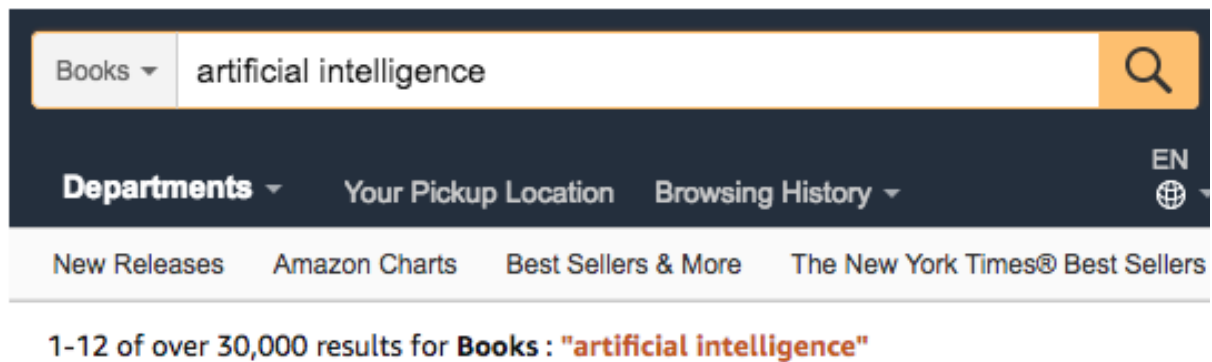 Books artificial intelligence
EN
Departments Your Pickup Location Browsing History
New Releases Amazon Charts Best Sellers & More The New York Times® Best Sellers
1-12 of over 30,000 results for Books : "artificial intelligence"